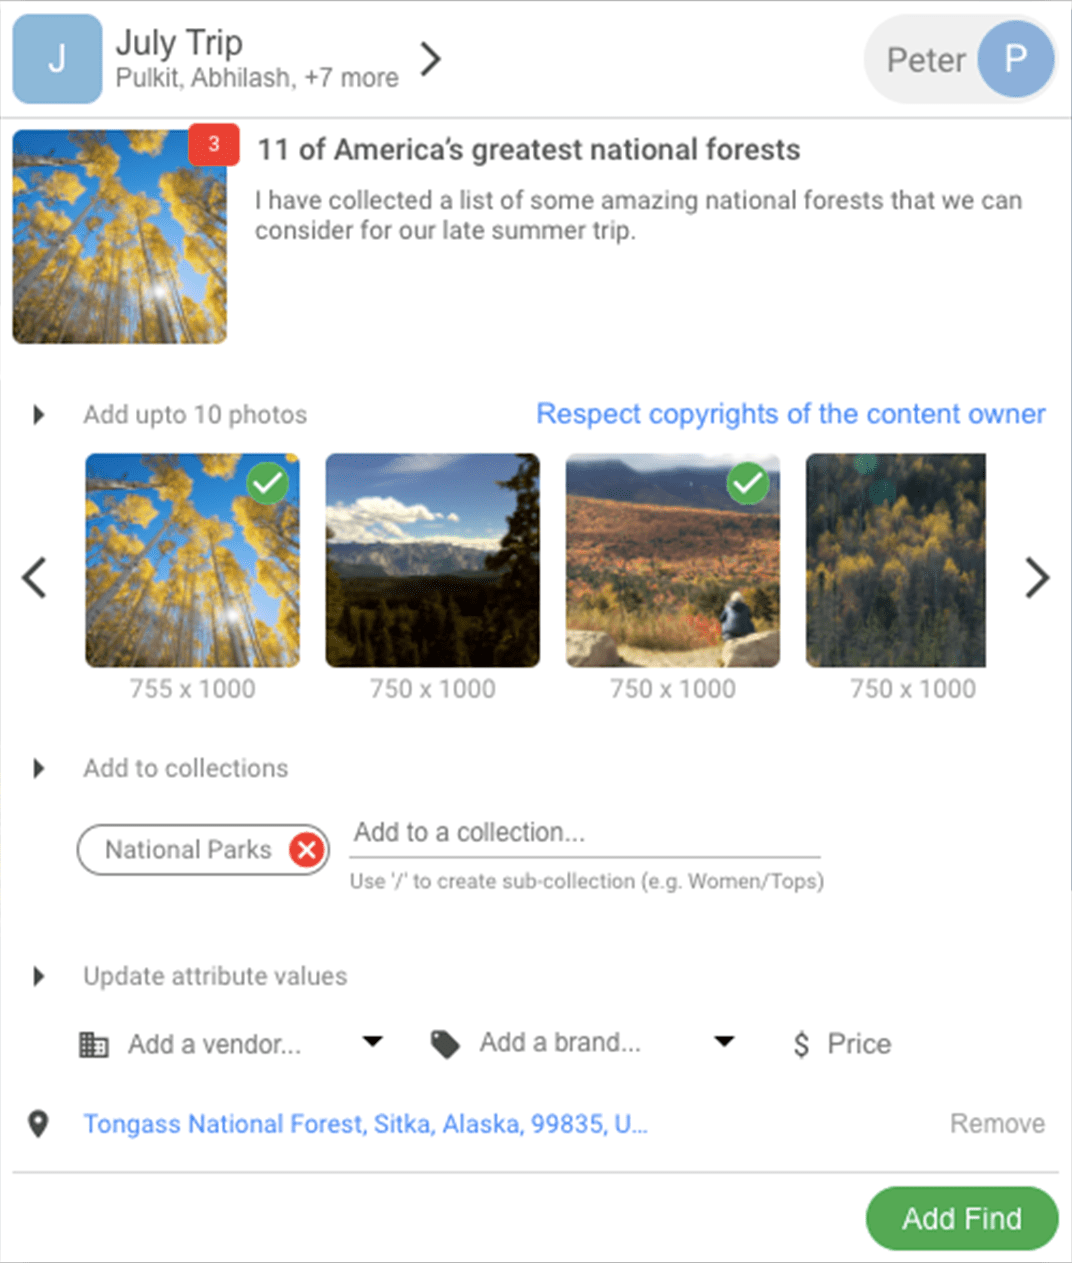 J
July Trip
Pulkit, Abhilash, +7 more
Peter
P
3
11 of America’s greatest national forests
I have collected a list of some amazing national forests that we can
consider for our late summer trip.
Add upto 10 photos
Respect copyrights of the content owner
755 x 1000
750 x 1000
750 x 1000
750 x 1000
Add to collections
National Parks
Add to a collection...
Use '/' to create sub-collection (e.g. Women/Tops)
Update attribute values
Add a vendor...
Add a brand...
$ Price
Tongass National Forest, Sitka, Alaska, 99835, U...
Remove
Add Find